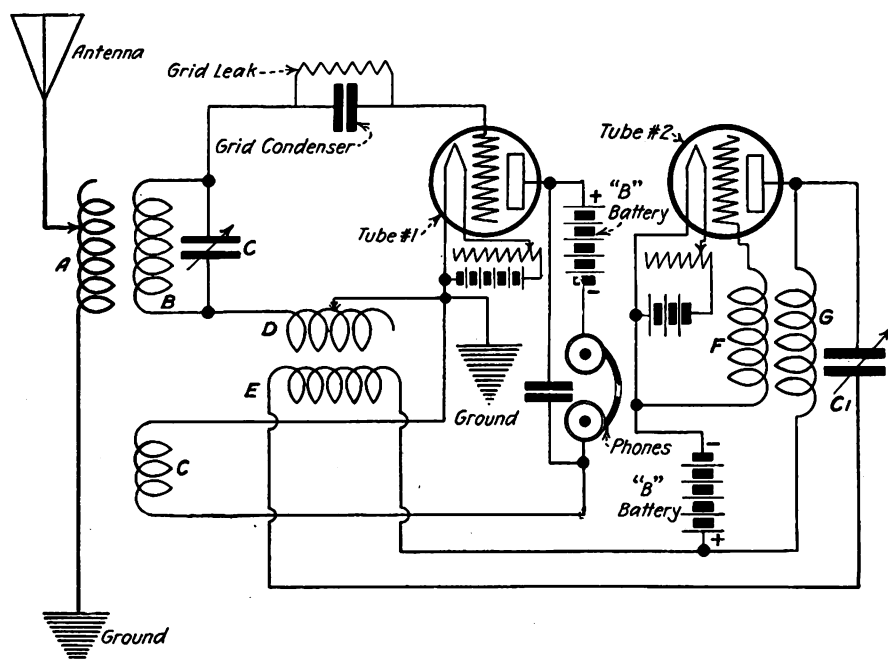 Antenna
Grid Leak
Grid Condenser
Tube #2
"B"
Battery
+
Tube #1
A
B
C
-
D
E
F
G
C1
Ground
Phones
C
-
"B"
Battery
+
Ground